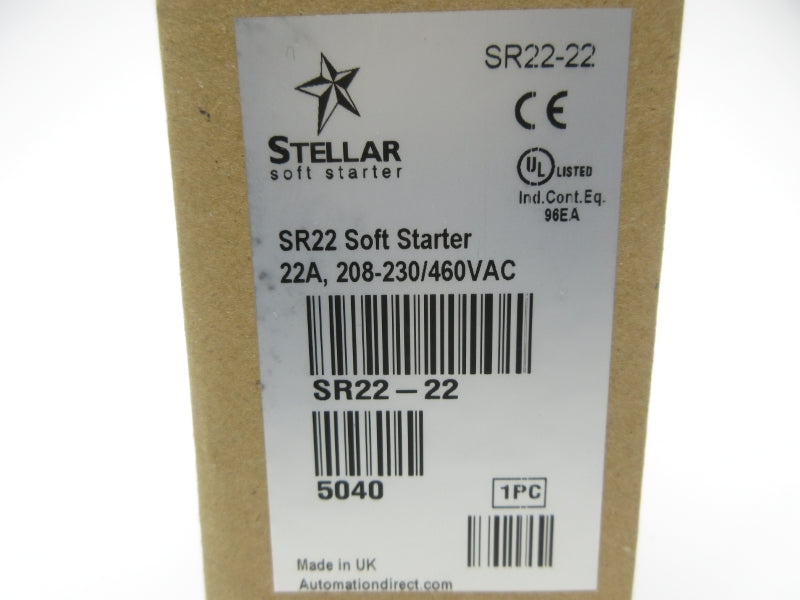 SR22-22
CE
STELLAR
soft starter
UL LISTED
Ind.Cont.Eq.
96EA
SR22 Soft Starter
22A, 208-230/460VAC
SR22-22
5040
1PC
Made in UK
Automationdirect.com